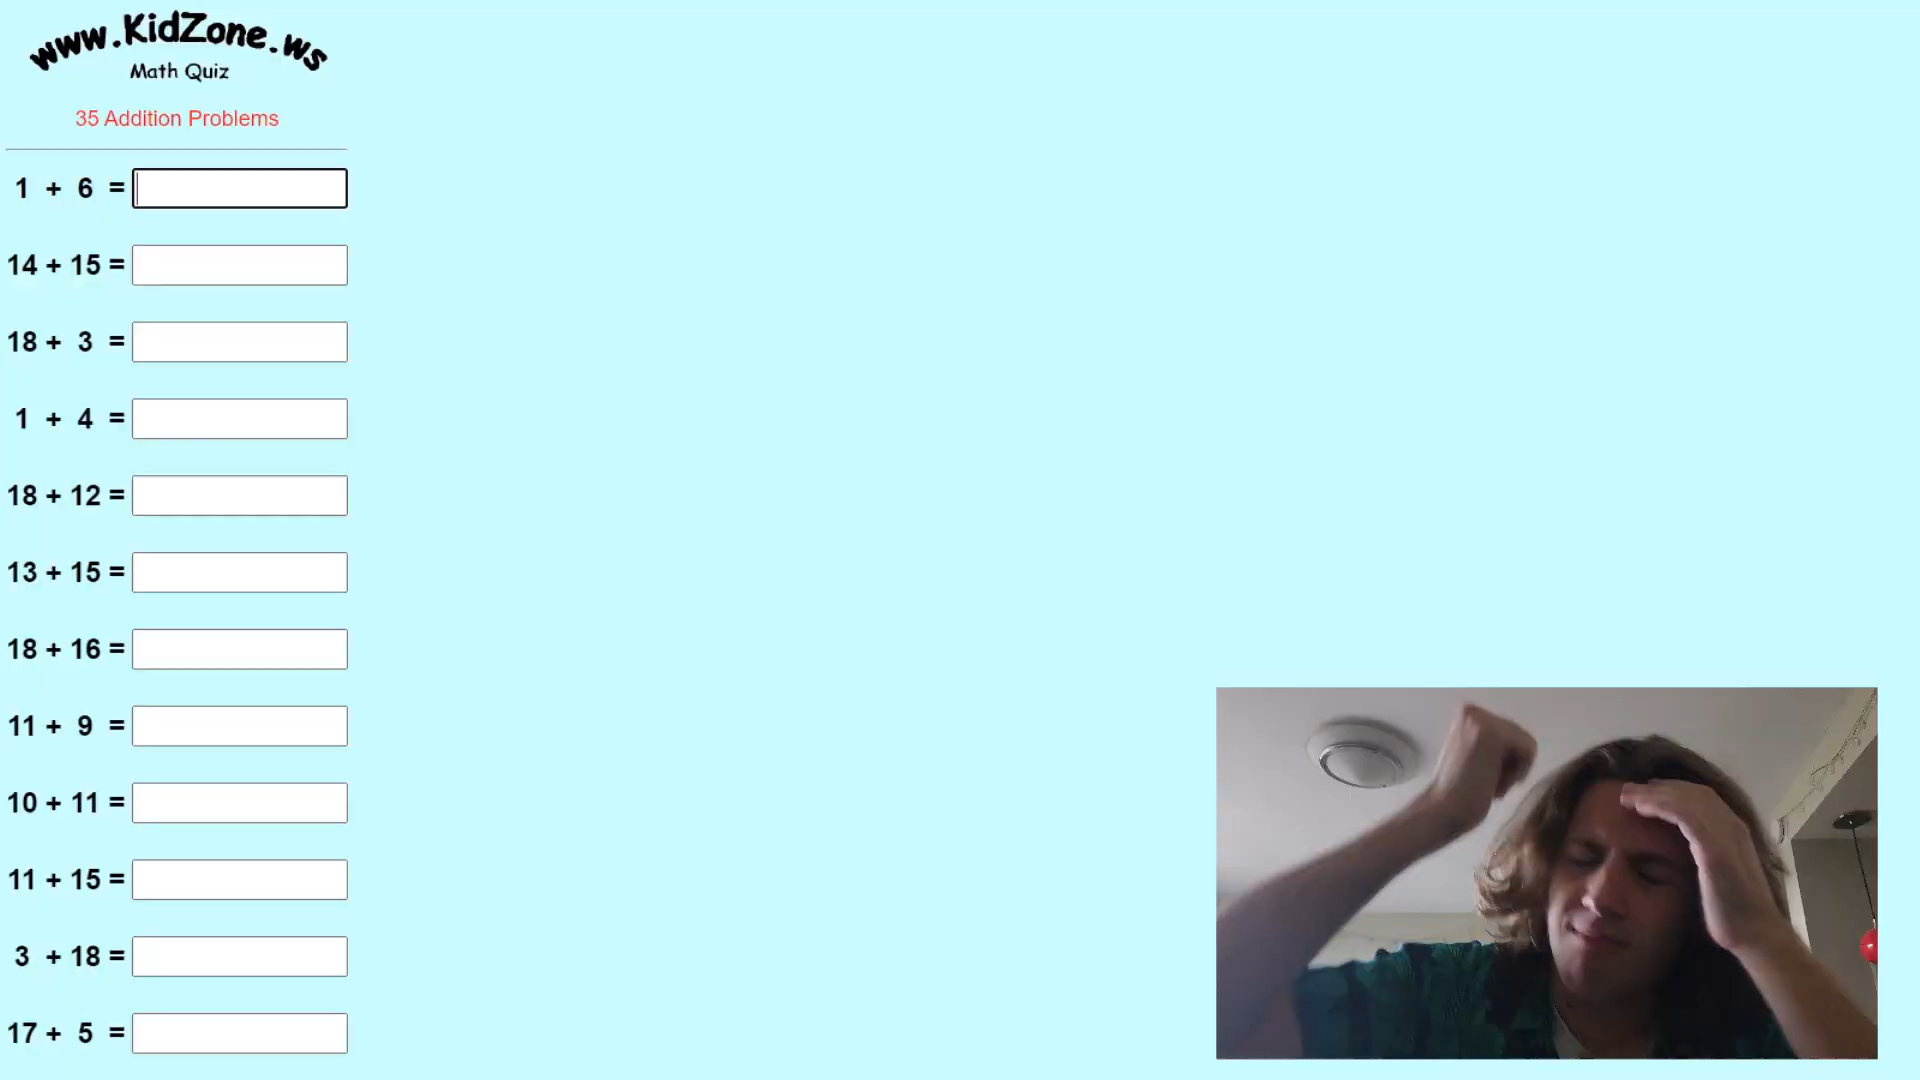 www.KidZone.ws
Math Quiz
35 Addition Problems
1 + 6 =
14 + 15 =
18 + 3 =
1 + 4 =
18 + 12 =
13 + 15 =
18 + 16 =
11 + 9 =
10 + 11 =
11 + 15 =
3 + 18 =
17 + 5 =